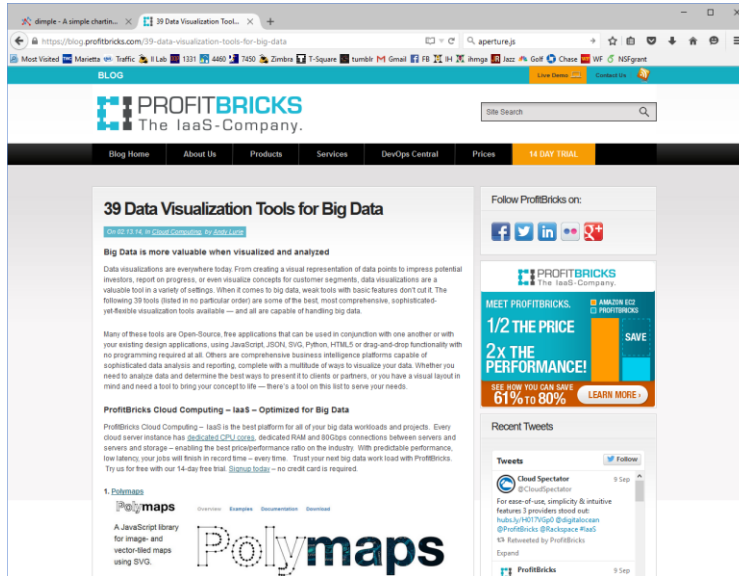 dimple - A simple chartin...
39 Data Visualization Tool...
https://blog.profitbricks.com/39-data-visualization-tools-for-big-data
aperture.js
Most Visited
Marietta
Traffic
II Lab
1331
4460
7450
Zimbra
T-Square
tumblr
Gmail
FB
IH
ihmga
Jazz
Golf
Chase
WF
NSFgrant
BLOG
Live Demo
Contact Us
PROFITBRICKS
The IaaS-Company.
Site Search
Blog Home
About Us
Products
Services
DevOps Central
Prices
14 DAY TRIAL
39 Data Visualization Tools for Big Data
On 02.13.14, in Cloud Computing, by Andy Lurie
Big Data is more valuable when visualized and analyzed
Data visualizations are everywhere today. From creating a visual representation of data points to impress potential
investors, report on progress, or even visualize concepts for customer segments, data visualizations are a
valuable tool in a variety of settings. When it comes to big data, weak tools with basic features don't cut it. The
following 39 tools (listed in no particular order) are some of the best, most comprehensive, sophisticated-
yet-flexible visualization tools available — and all are capable of handling big data.
Many of these tools are Open-Source, free applications that can be used in conjunction with one another or with
your existing design applications, using JavaScript, JSON, SVG, Python, HTML5 or drag-and-drop functionality with
no programming required at all. Others are comprehensive business intelligence platforms capable of
sophisticated data analysis and reporting, complete with a multitude of ways to visualize your data. Whether you
need to analyze data and determine the best ways to present it to clients or partners, or you have a visual layout in
mind and need a tool to bring your concept to life — there's a tool on this list to serve your needs.
ProfitBricks Cloud Computing – IaaS – Optimized for Big Data
ProfitBricks Cloud Computing – IaaS is the best platform for all of your big data workloads and projects. Every
cloud server instance has dedicated CPU cores, dedicated RAM and 80Gbps connections between servers and
servers and storage – enabling the best price/performance ratio on the industry. With predictable performance,
low latency, your jobs will finish in record time – every time. Trust your next big data work load with ProfitBricks.
Try us for free with our 14-day free trial. Signup today – no credit card is required.
1. Polymaps
Polymaps
Overview
Examples
Documentation
Download
A JavaScript library
for image- and
vector-tiled maps
using SVG.
Polymaps
Follow ProfitBricks on:
PROFITBRICKS
The IaaS-Company.
MEET PROFITBRICKS.
AMAZON EC2
PROFITBRICKS
1/2 THE PRICE
2x THE
PERFORMANCE!
SAVE
SEE HOW YOU CAN SAVE
61% TO 80%
LEARN MORE ›
Recent Tweets
Tweets
Follow
Cloud Spectator
@CloudSpectator
9 Sep
For ease-of-use, simplicity & intuitive
features 3 providers stood out:
hubs.ly/H017VGp0 @digitalocean
@ProfitBricks @Rackspace #IaaS
Retweeted by ProfitBricks
Expand
ProfitBricks
9 Sep